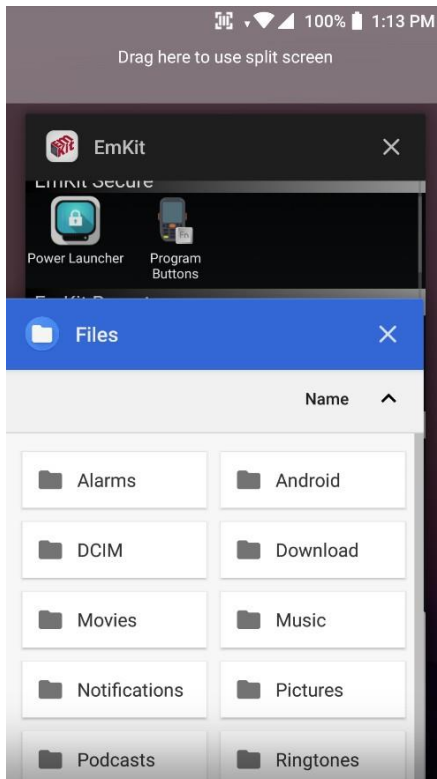 100% 1:13 PM
Drag here to use split screen
EmKit
EmKit Secure
Power Launcher
Program
Buttons
Fn
Files
Name
Alarms Android
DCIM Download
Movies Music
Notifications Pictures
Podcasts Ringtones